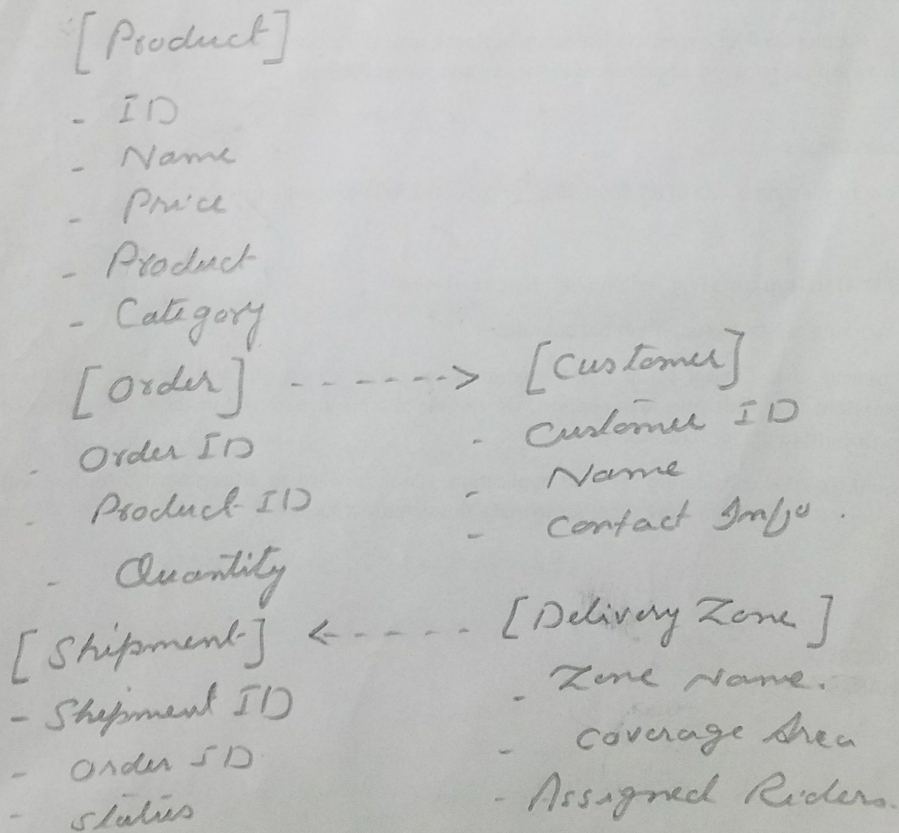 [Product]
- ID
- Name
- Price
- Product
- Category
[Order] ------> [Customer]
- Order ID
- Product ID
- Quantity
- Customer ID
- Name
- Contact Info.
[Shipment] <----- [Delivery Zone]
- Shipment ID
- Order ID
- Status
- Zone Name.
- Coverage Area
- Assigned Riders.